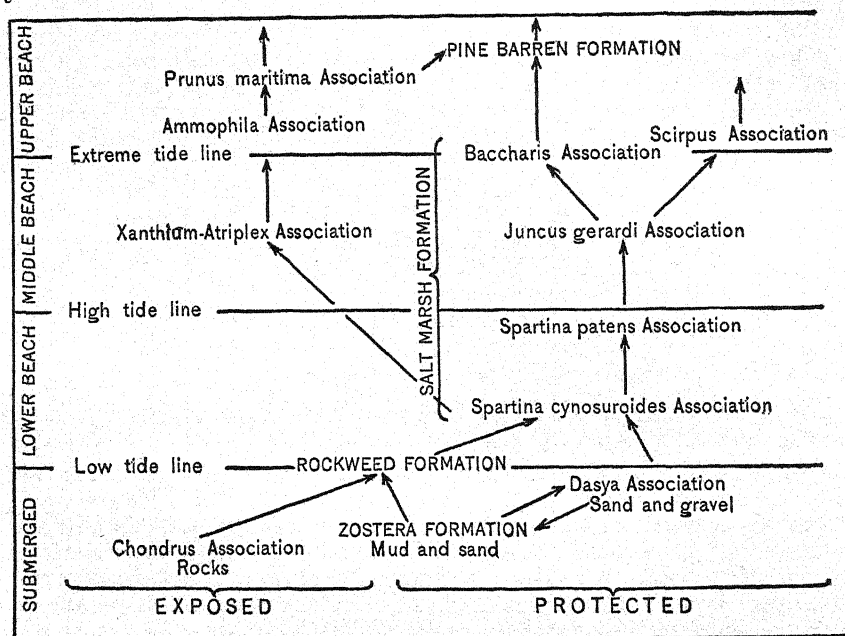 UPPER BEACH
PINE BARREN FORMATION
Prunus maritima Association
Ammophila Association
Scirpus Association
Extreme tide line
Baccharis Association
MIDDLE BEACH
SALT MARSH FORMATION
Xanthium-Atriplex Association
Juncus gerardi Association
High tide line
Spartina patens Association
LOWER BEACH
Spartina cynosuroides Association
Low tide line
ROCKWEED FORMATION
SUBMERGED
Dasya Association
Sand and gravel
ZOSTERA FORMATION
Mud and sand
Chondrus Association
Rocks
EXPOSED
PROTECTED